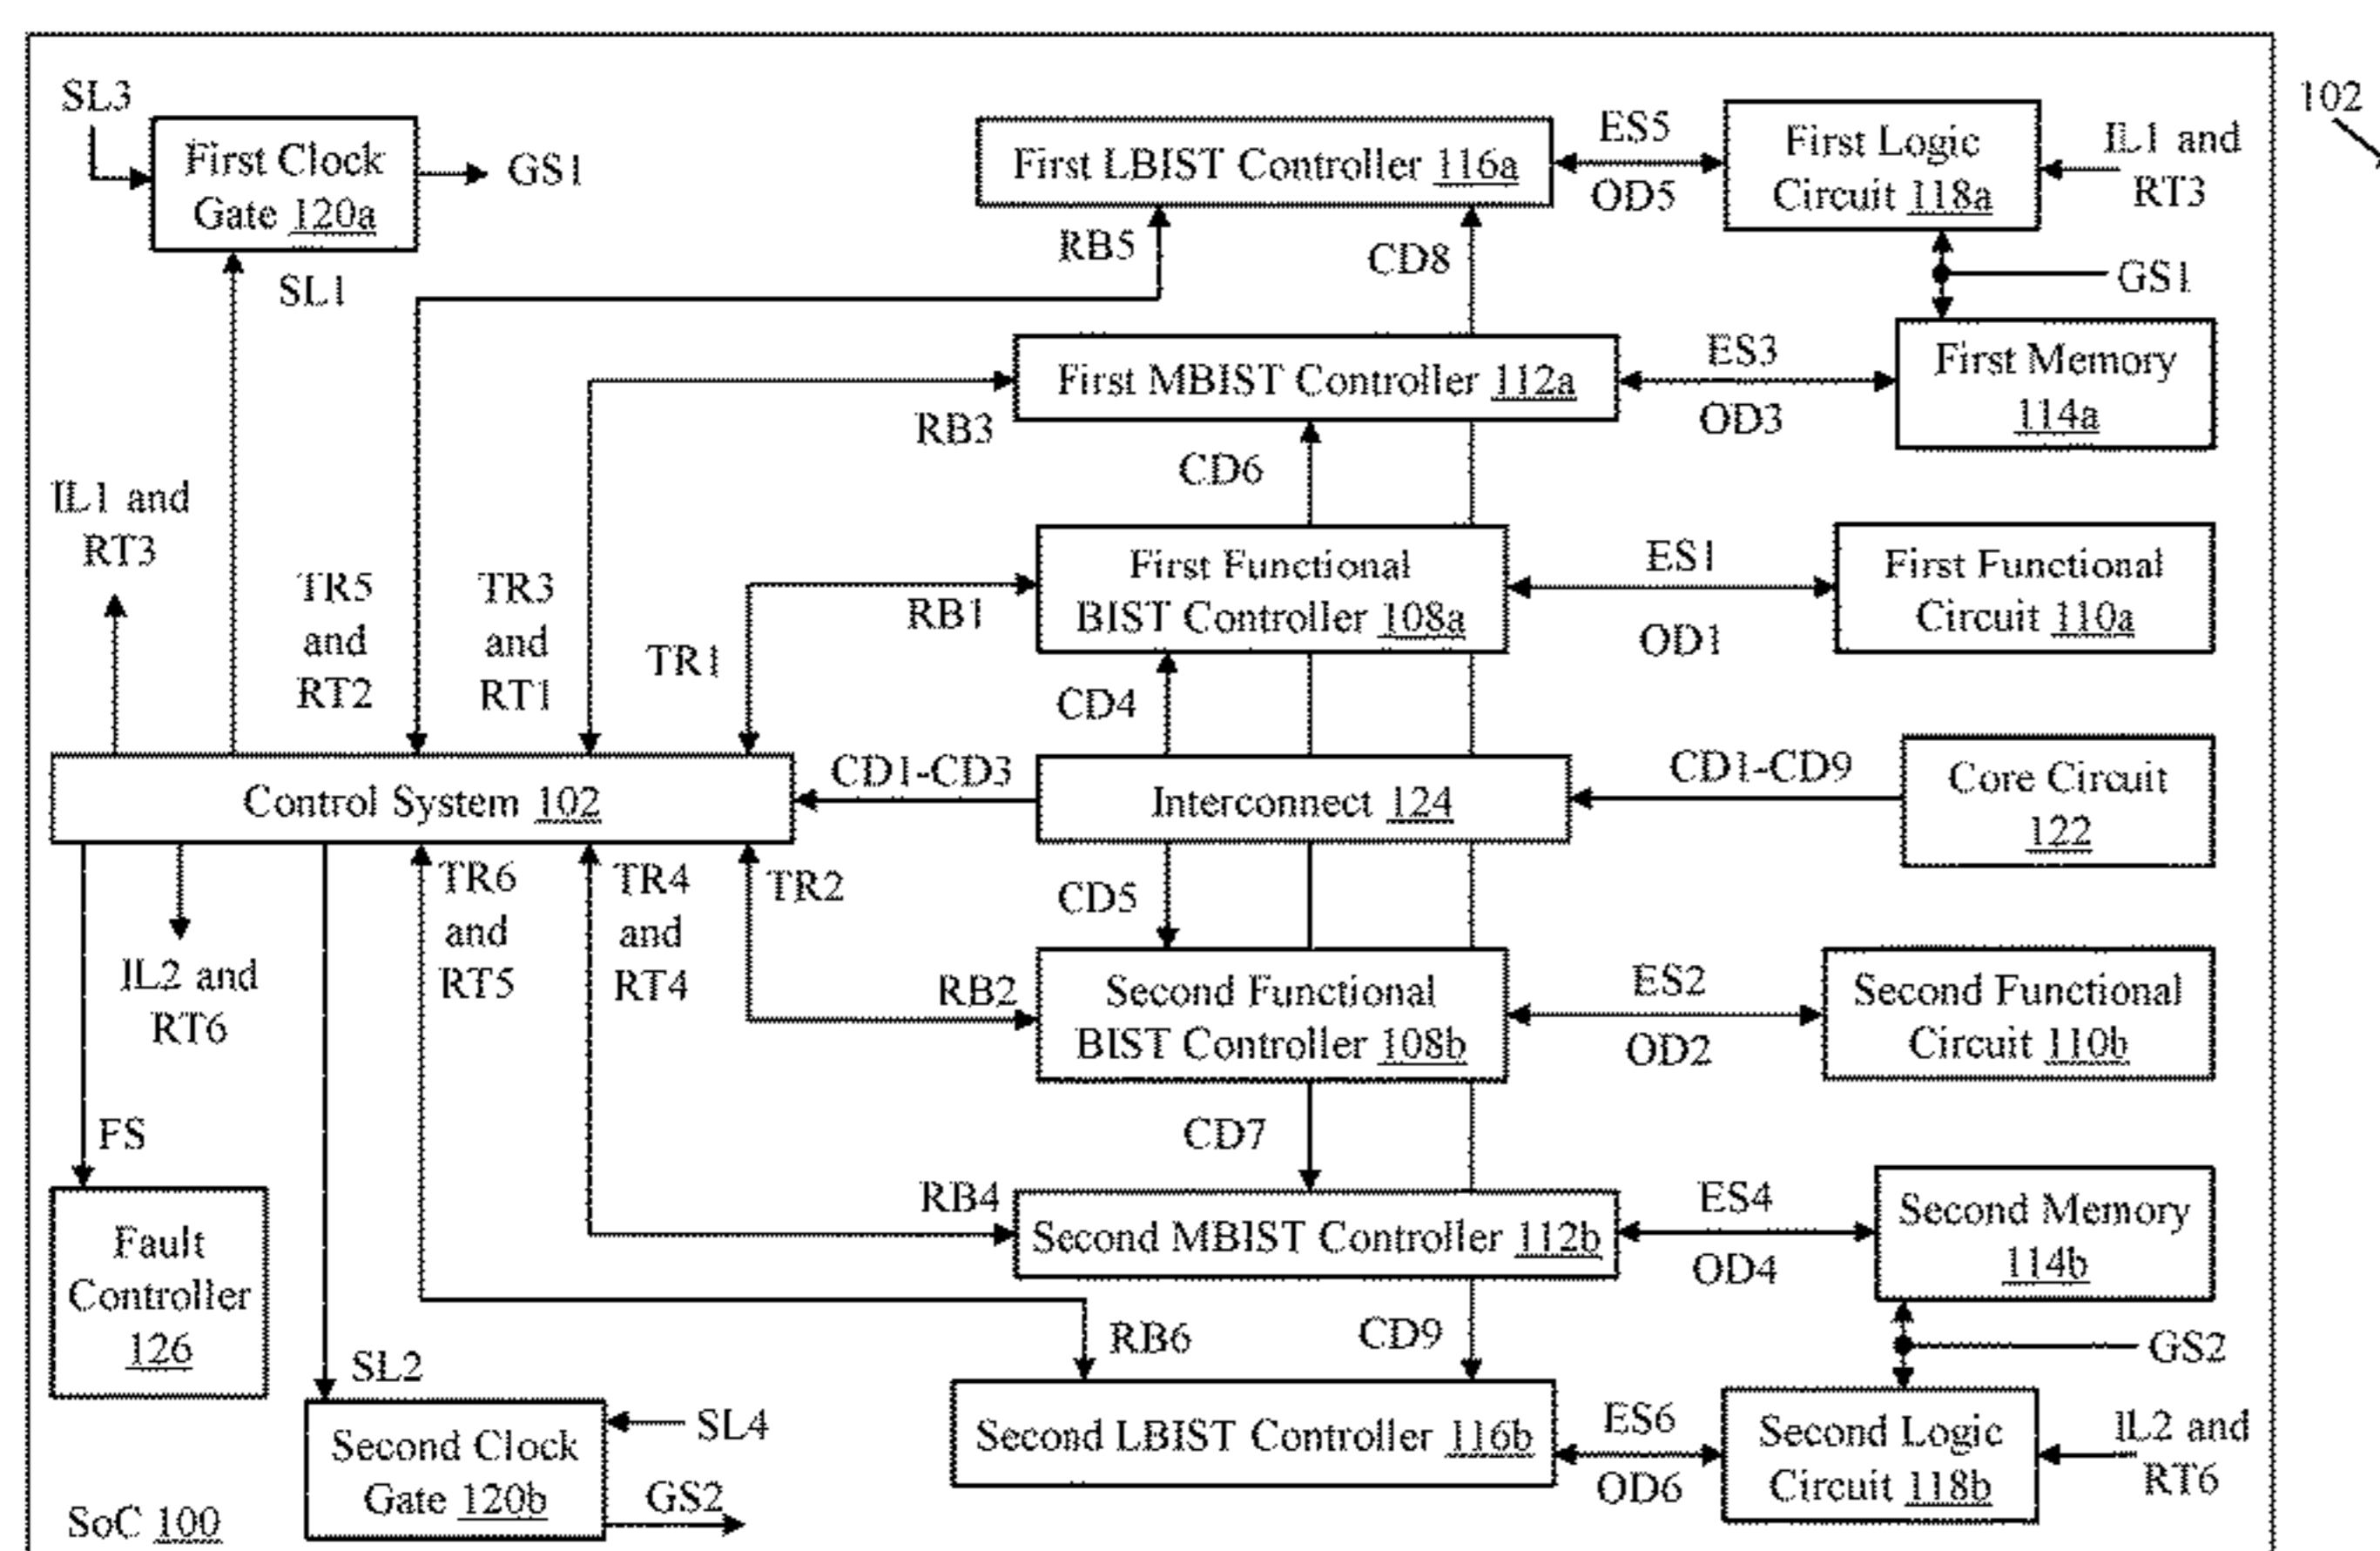 102
SL3
First Clock
Gate 120a
GS1
SL1
First LBIST Controller 116a
ES5
OD5
First Logic
Circuit 118a
IL1 and
RT3
RB5
CD8
GS1
First MBIST Controller 112a
ES3
OD3
First Memory
114a
RB3
CD6
IL1 and
RT3
TR5
and
RT2
TR3
and
RT1
TR1
RB1
First Functional
BIST Controller 108a
ES1
OD1
First Functional
Circuit 110a
CD4
Control System 102
CD1-CD3
Interconnect 124
CD1-CD9
Core Circuit
122
TR6
and
RT5
TR4
and
RT4
TR2
CD5
IL2 and
RT6
RB2
Second Functional
BIST Controller 108b
ES2
OD2
Second Functional
Circuit 110b
FS
CD7
Fault
Controller
126
RB4
Second MBIST Controller 112b
ES4
OD4
Second Memory
114b
SL2
RB6
CD9
GS2
Second Clock
Gate 120b
SL4
GS2
Second LBIST Controller 116b
ES6
OD6
Second Logic
Circuit 118b
IL2 and
RT6
SoC 100